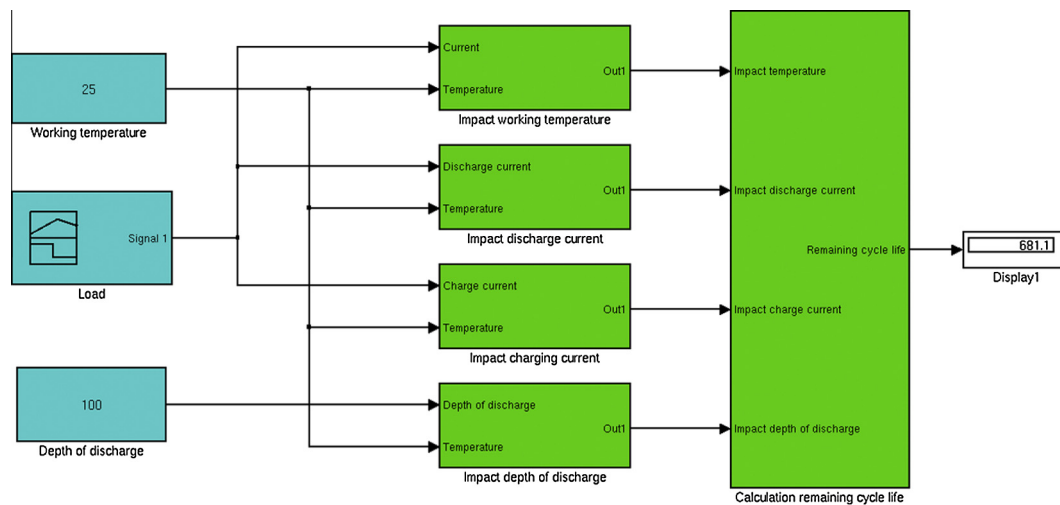 25
Working temperature
Signal 1
Load
100
Depth of discharge
Current
Temperature
Out1
Impact working temperature
Discharge current
Temperature
Out1
Impact discharge current
Charge current
Temperature
Out1
Impact charging current
Depth of discharge
Temperature
Out1
Impact depth of discharge
Impact temperature
Impact discharge current
Remaining cycle life
Impact charge current
Impact depth of discharge
Calculation remaining cycle life
681.1
Display1